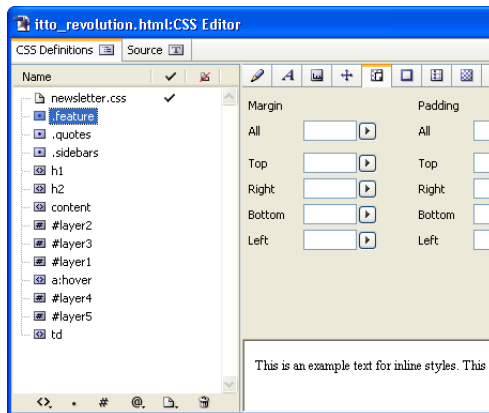 itto_revolution.html:CSS Editor
CSS Definitions Source T
Name
newsletter.css
.feature
.quotes
.sidebars
h1
h2
content
#layer2
#layer3
#layer1
a:hover
#layer4
#layer5
td
<>. . # @.
A
Margin Padding
All All
Top Top
Right Right
Bottom Bottom
Left Left
This is an example text for inline styles. This